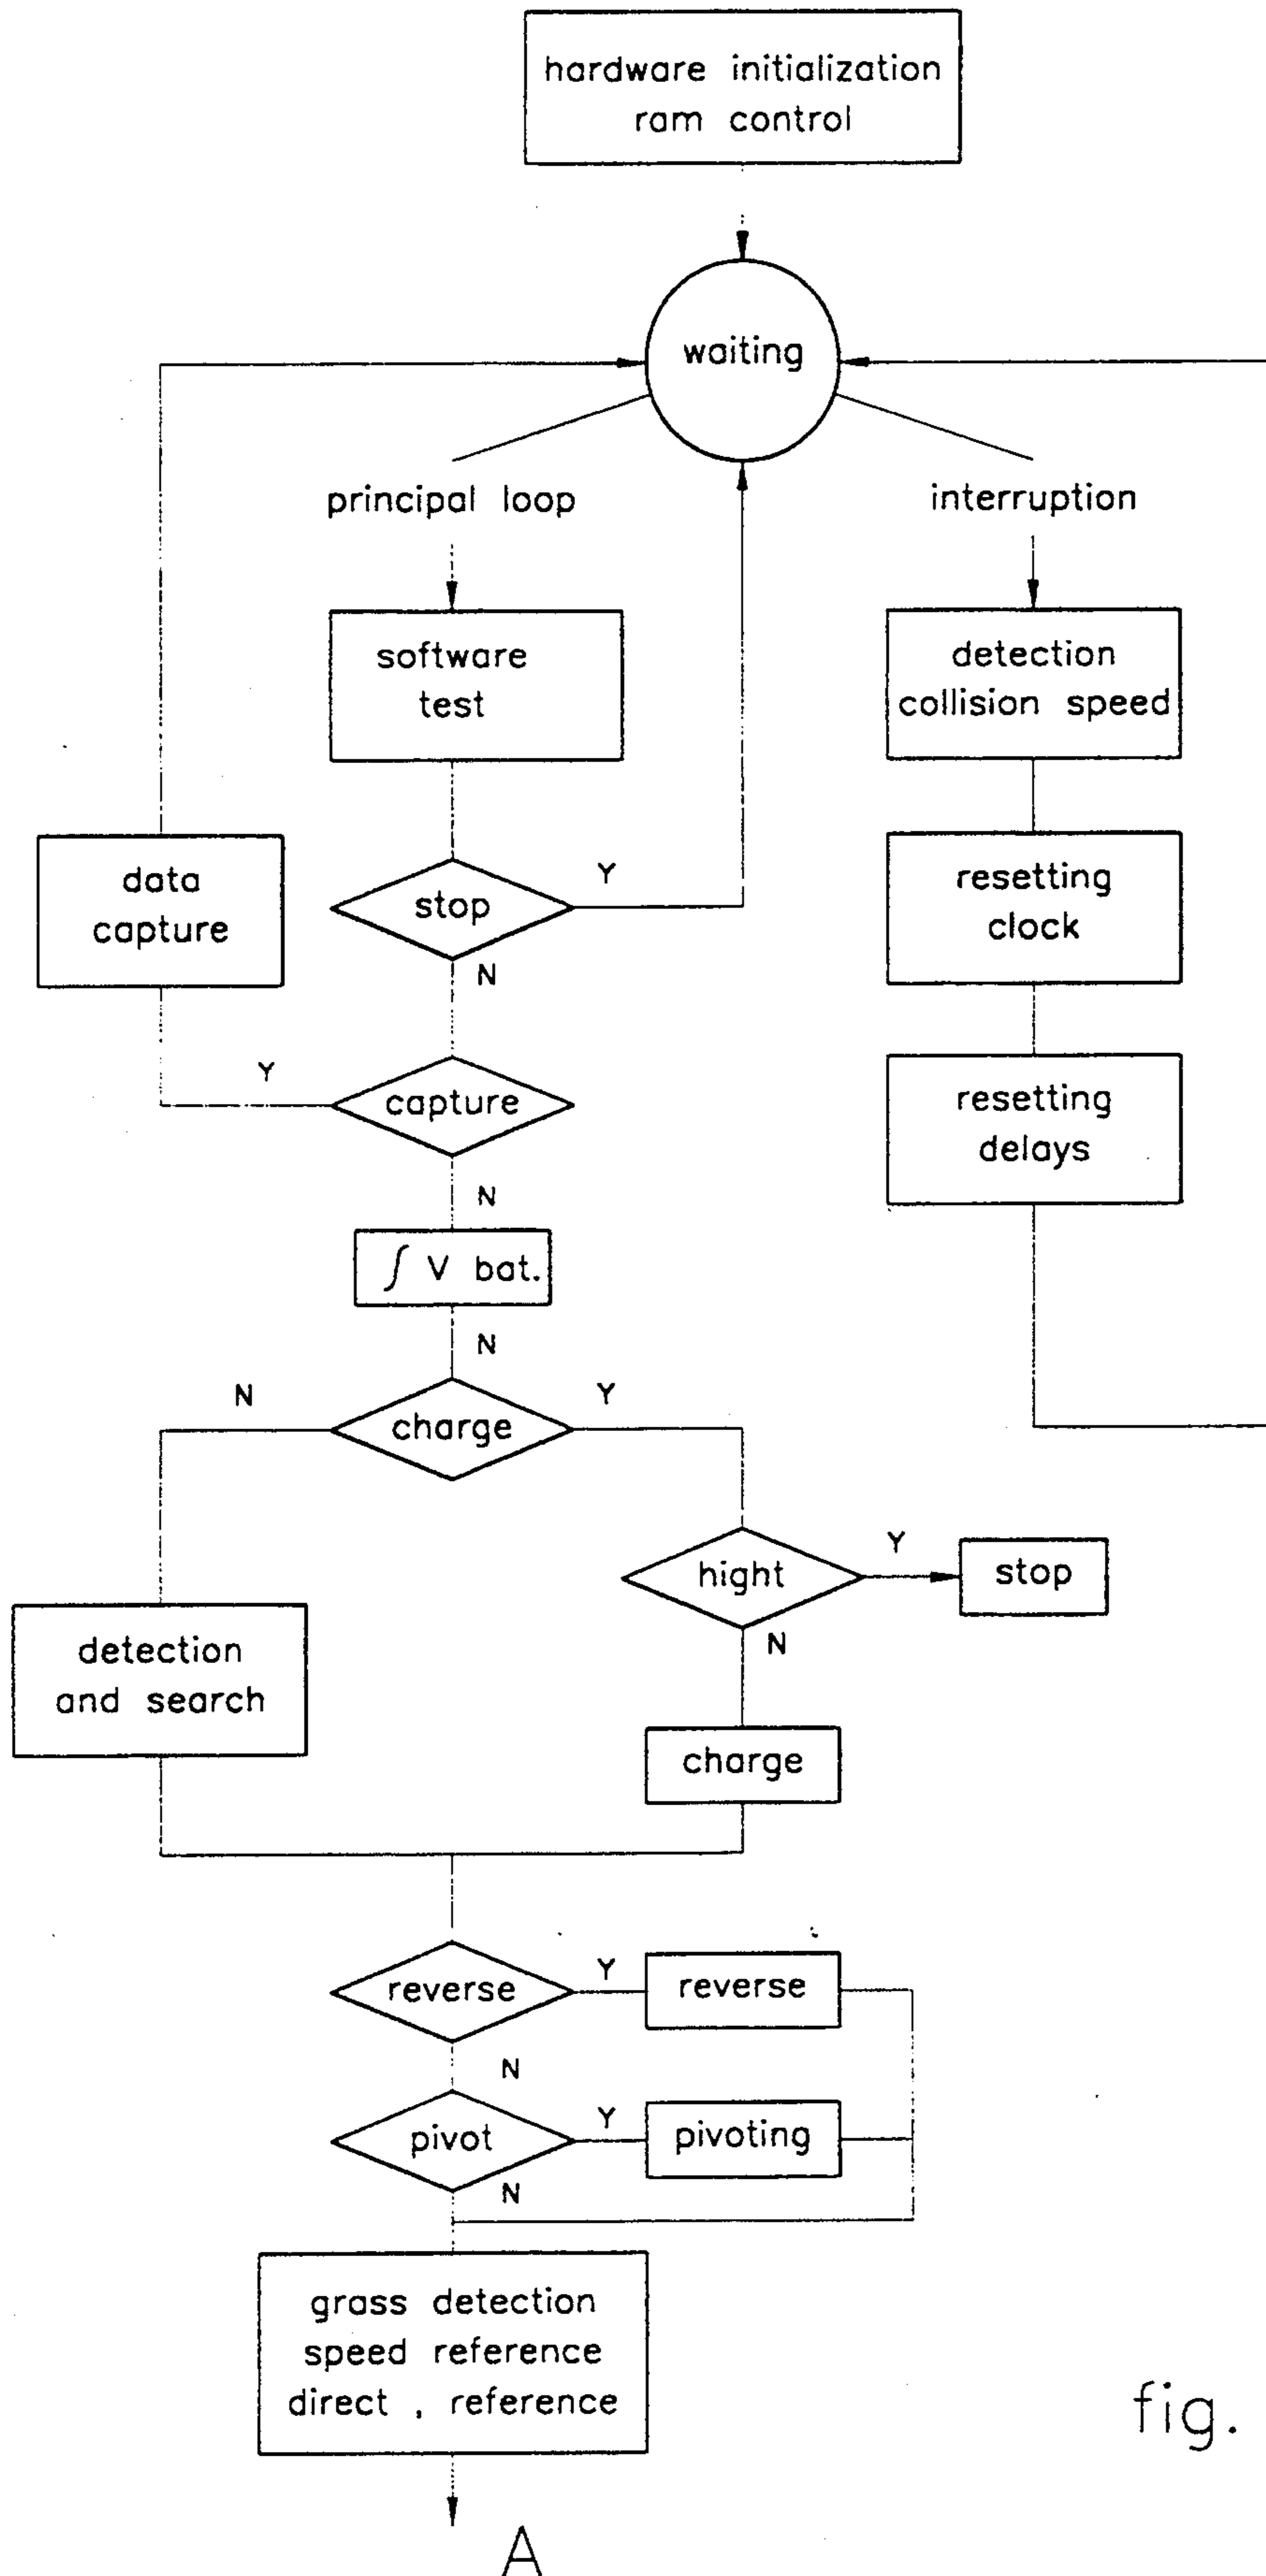 hardware initialization
ram control
waiting
principal loop
interruption
software
test
detection
collision speed
data
capture
stop
Y
N
resetting
clock
capture
Y
N
resetting
delays
∫ V bat.
N
charge
N
Y
hight
Y
stop
N
detection
and search
charge
reverse
Y
reverse
N
pivot
Y
pivoting
N
grass detection
speed reference
direct , reference
fig.
A